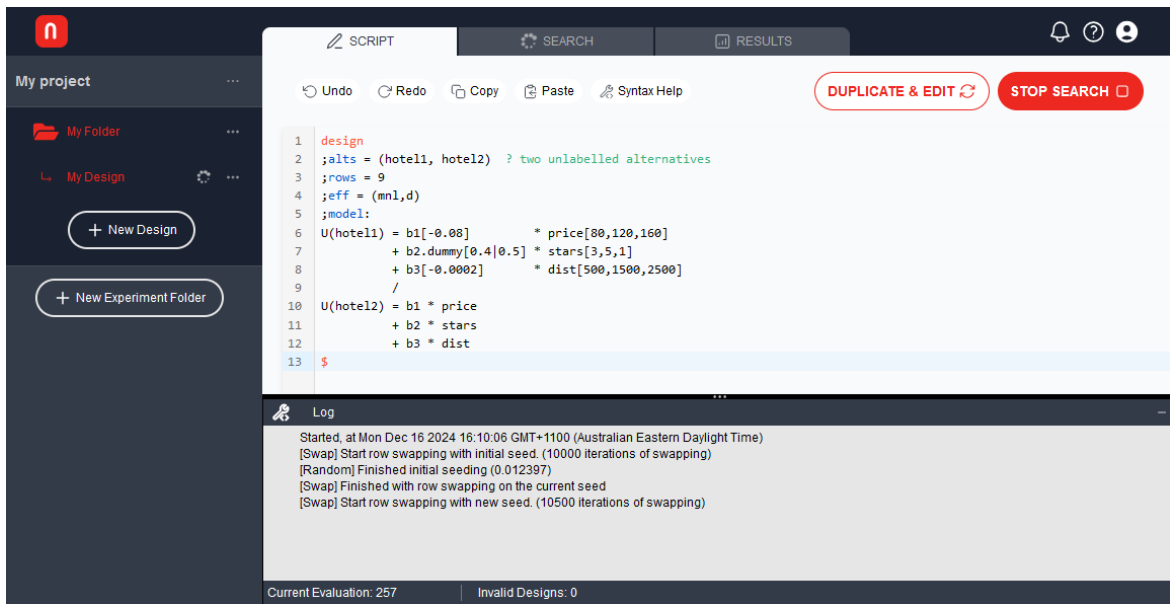 n
SCRIPT
SEARCH
RESULTS
My project
...
Undo
Redo
Copy
Paste
Syntax Help
DUPLICATE & EDIT
STOP SEARCH
My Folder
...
My Design
...
+ New Design
+ New Experiment Folder
1 design
2 ;alts = (hotel1, hotel2) ? two unlabelled alternatives
3 ;rows = 9
4 ;eff = (mnl,d)
5 ;model:
6 U(hotel1) = b1[-0.08] * price[80,120,160]
7 + b2.dummy[0.4|0.5] * stars[3,5,1]
8 + b3[-0.0002] * dist[500,1500,2500]
9 /
10 U(hotel2) = b1 * price
11 + b2 * stars
12 + b3 * dist
13 $
Log
Started, at Mon Dec 16 2024 16:10:06 GMT+1100 (Australian Eastern Daylight Time)
[Swap] Start row swapping with initial seed. (10000 iterations of swapping)
[Random] Finished initial seeding (0.012397)
[Swap] Finished with row swapping on the current seed
[Swap] Start row swapping with new seed. (10500 iterations of swapping)
Current Evaluation: 257
Invalid Designs: 0